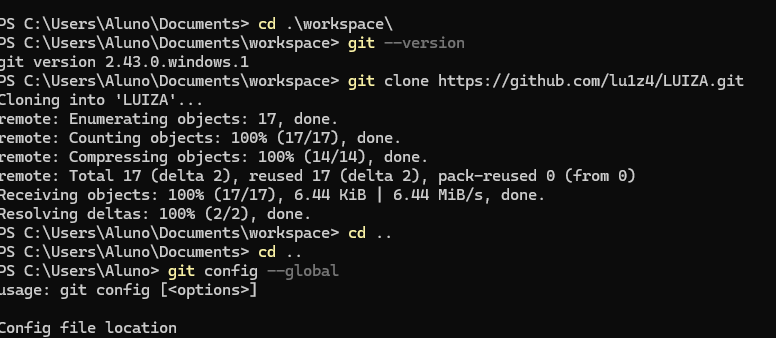 PS C:\Users\Aluno\Documents> cd .\workspace\
PS C:\Users\Aluno\Documents\workspace> git --version
git version 2.43.0.windows.1
PS C:\Users\Aluno\Documents\workspace> git clone https://github.com/lu1z4/LUIZA.git
Cloning into 'LUIZA'...
remote: Enumerating objects: 17, done.
remote: Counting objects: 100% (17/17), done.
remote: Compressing objects: 100% (14/14), done.
remote: Total 17 (delta 2), reused 17 (delta 2), pack-reused 0 (from 0)
Receiving objects: 100% (17/17), 6.44 KiB | 6.44 MiB/s, done.
Resolving deltas: 100% (2/2), done.
PS C:\Users\Aluno\Documents\workspace> cd ..
PS C:\Users\Aluno\Documents> cd ..
PS C:\Users\Aluno> git config --global
usage: git config [<options>]
Config file location